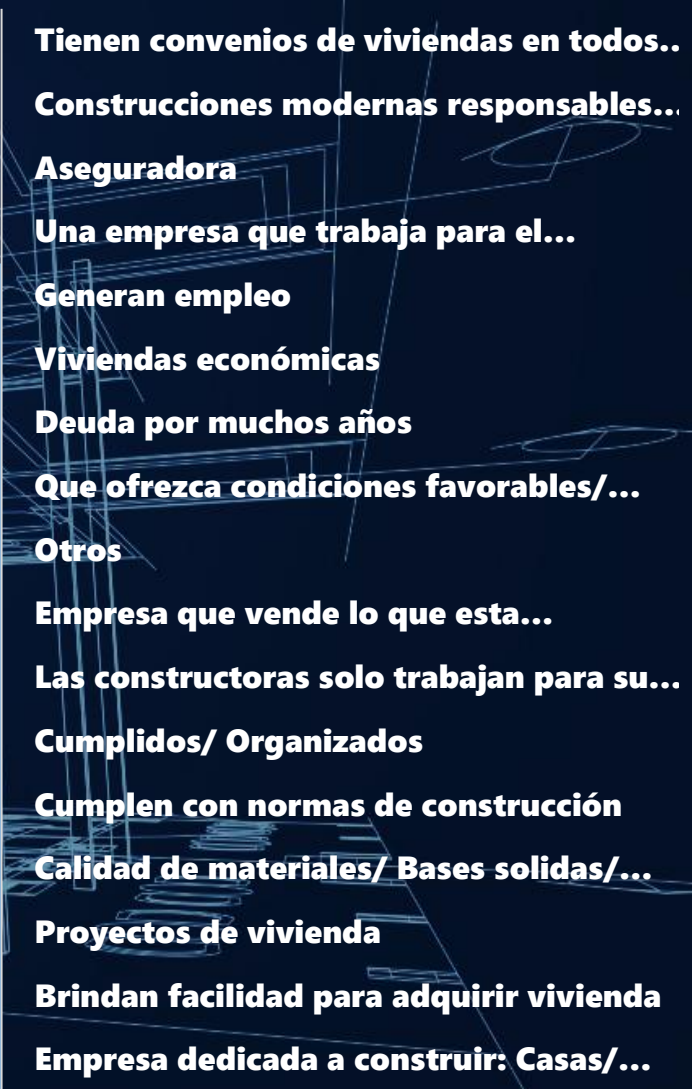 Tienen convenios de viviendas en todos..
Construcciones modernas responsables...
Aseguradora
Una empresa que trabaja para el...
Generan empleo
Viviendas económicas
Deuda por muchos años
Que ofrezca condiciones favorables/...
Otros
Empresa que vende lo que esta...
Las constructoras solo trabajan para su...
Cumplidos/ Organizados
Cumplen con normas de construcción
Calidad de materiales/ Bases solidas/...
Proyectos de vivienda
Brindan facilidad para adquirir vivienda
Empresa dedicada a construir: Casas/...